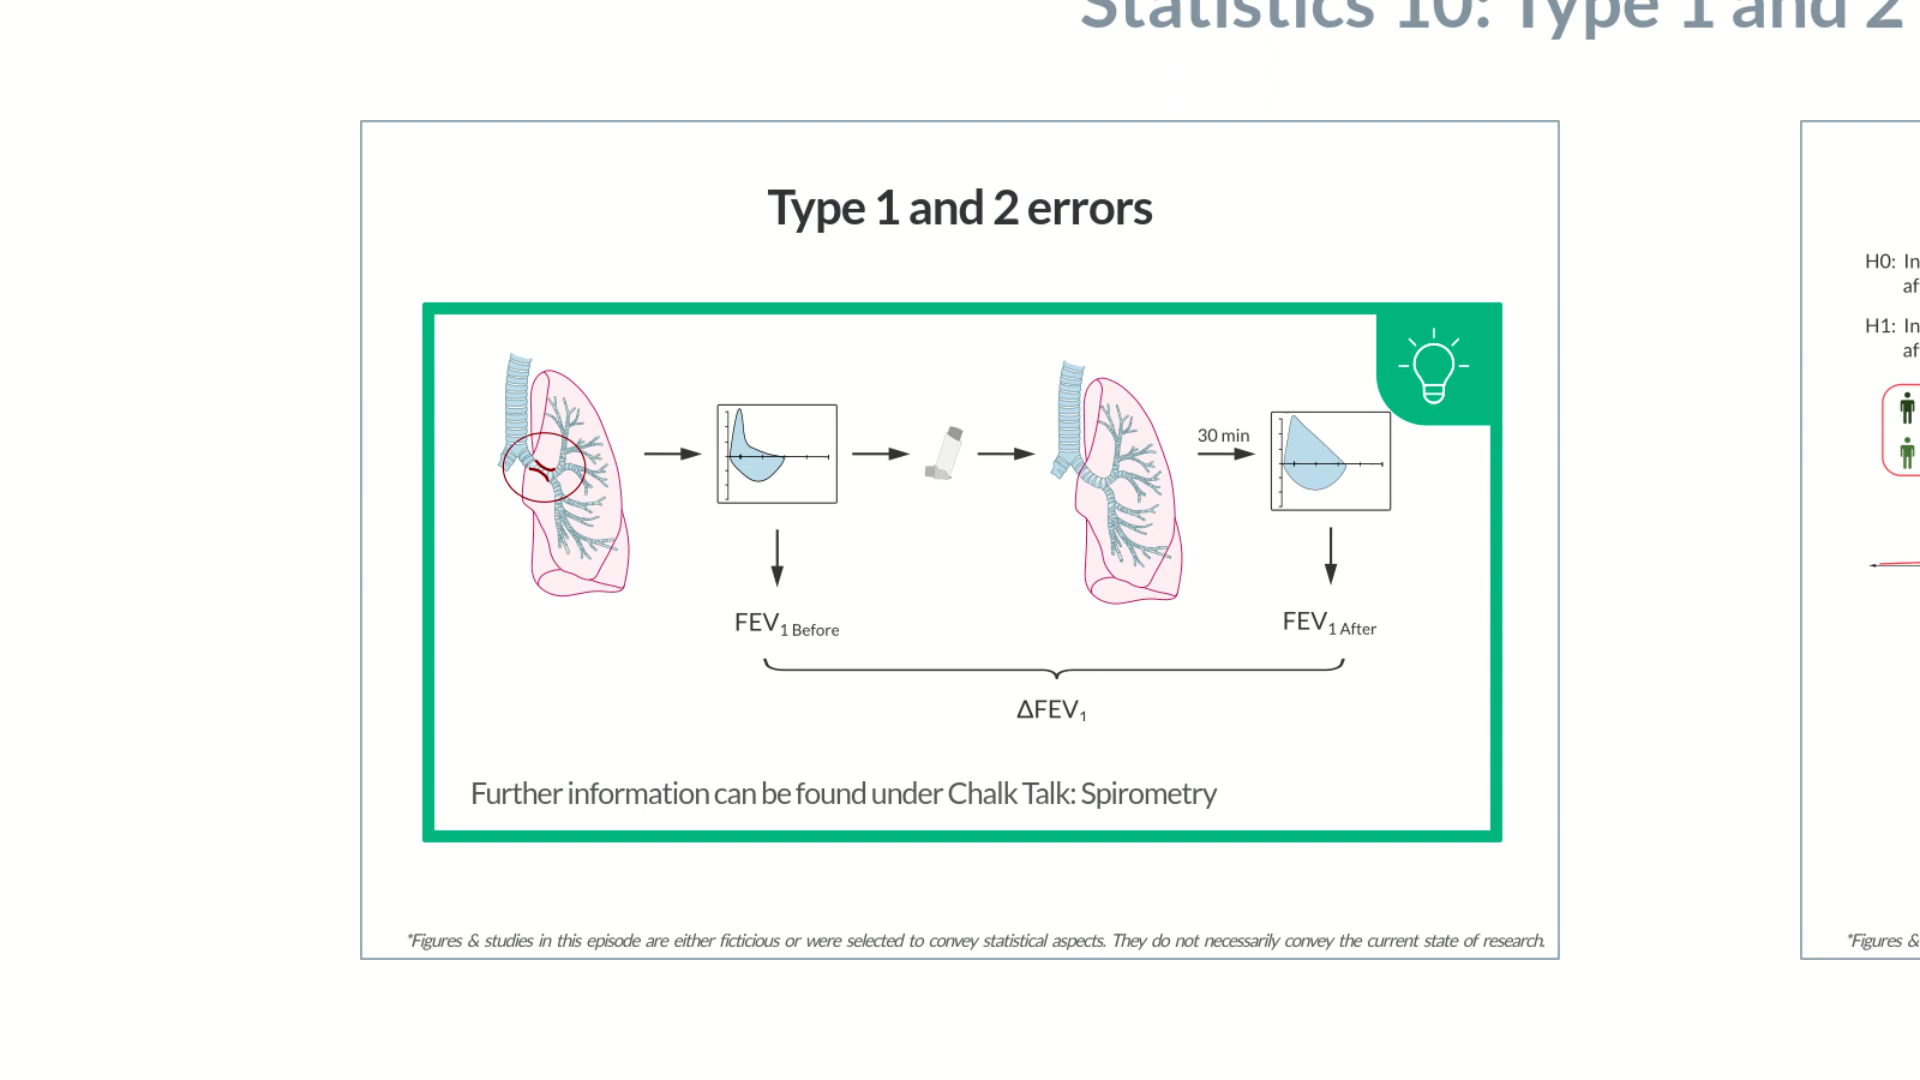 Statistics 10: Type 1 and 2
Type 1 and 2 errors
30 min
FEV1 Before
FEV1 After
ΔFEV1
Further information can be found under Chalk Talk: Spirometry
*Figures & studies in this episode are either ficticious or were selected to convey statistical aspects. They do not necessarily convey the current state of research.
H0: In
af
H1: In
af
*Figures &